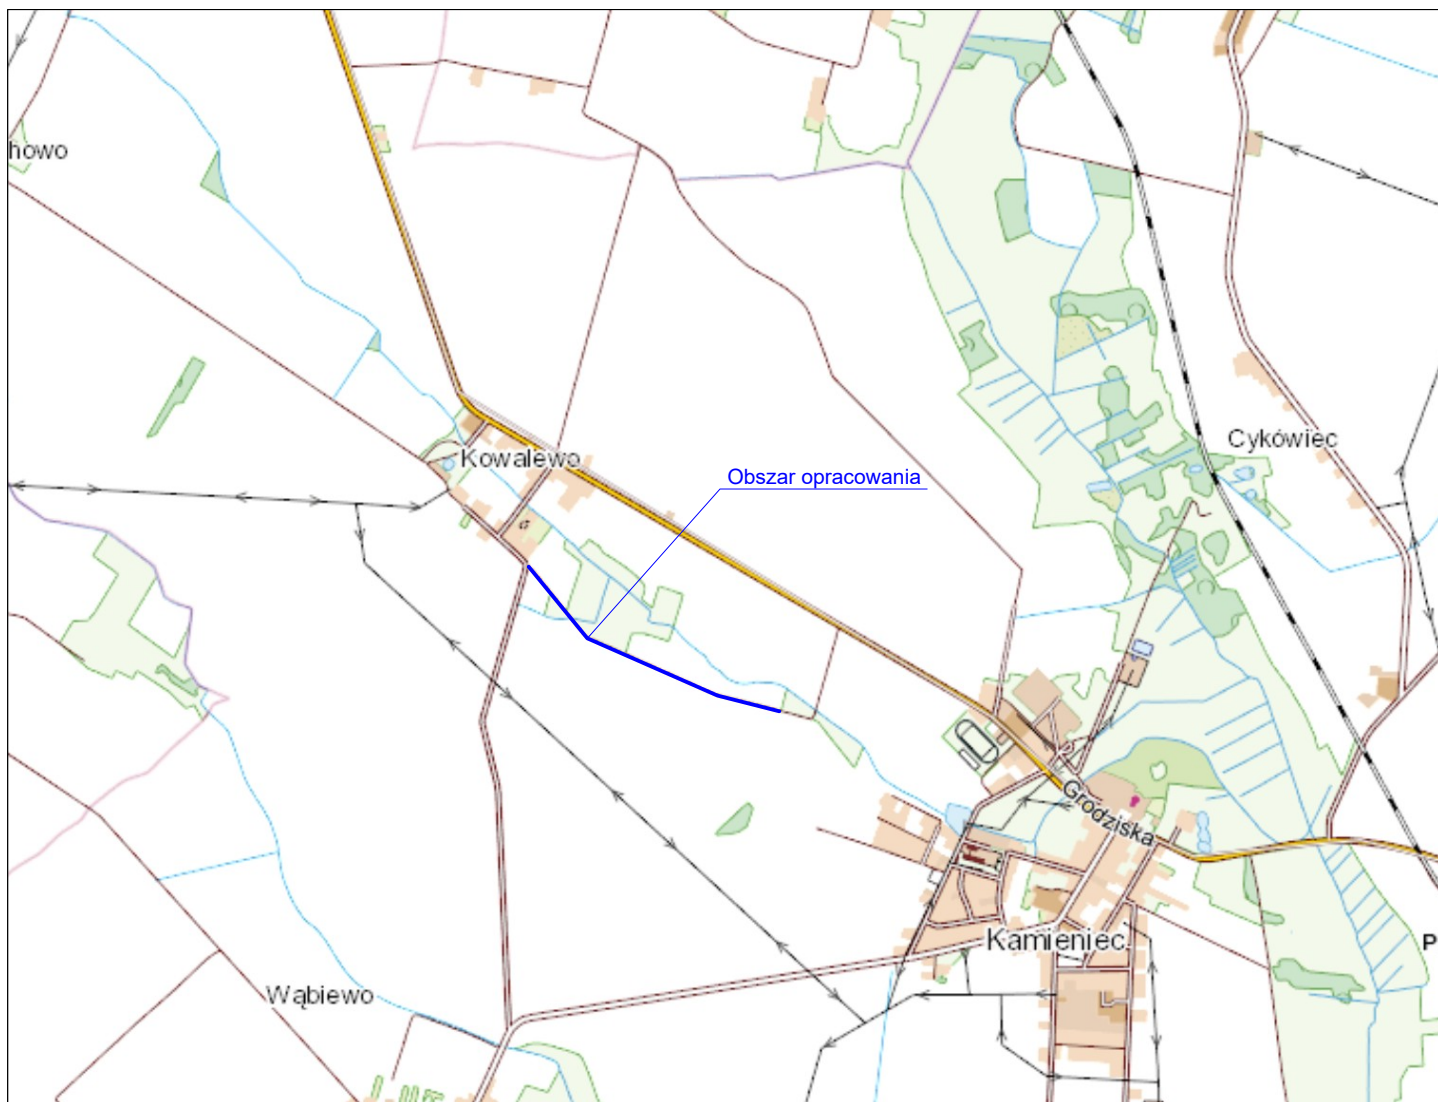 howo
Cykówiec
Kowalewo
Obszar opracowania
Grodziska
Kamieniec
P
Wąbiewo